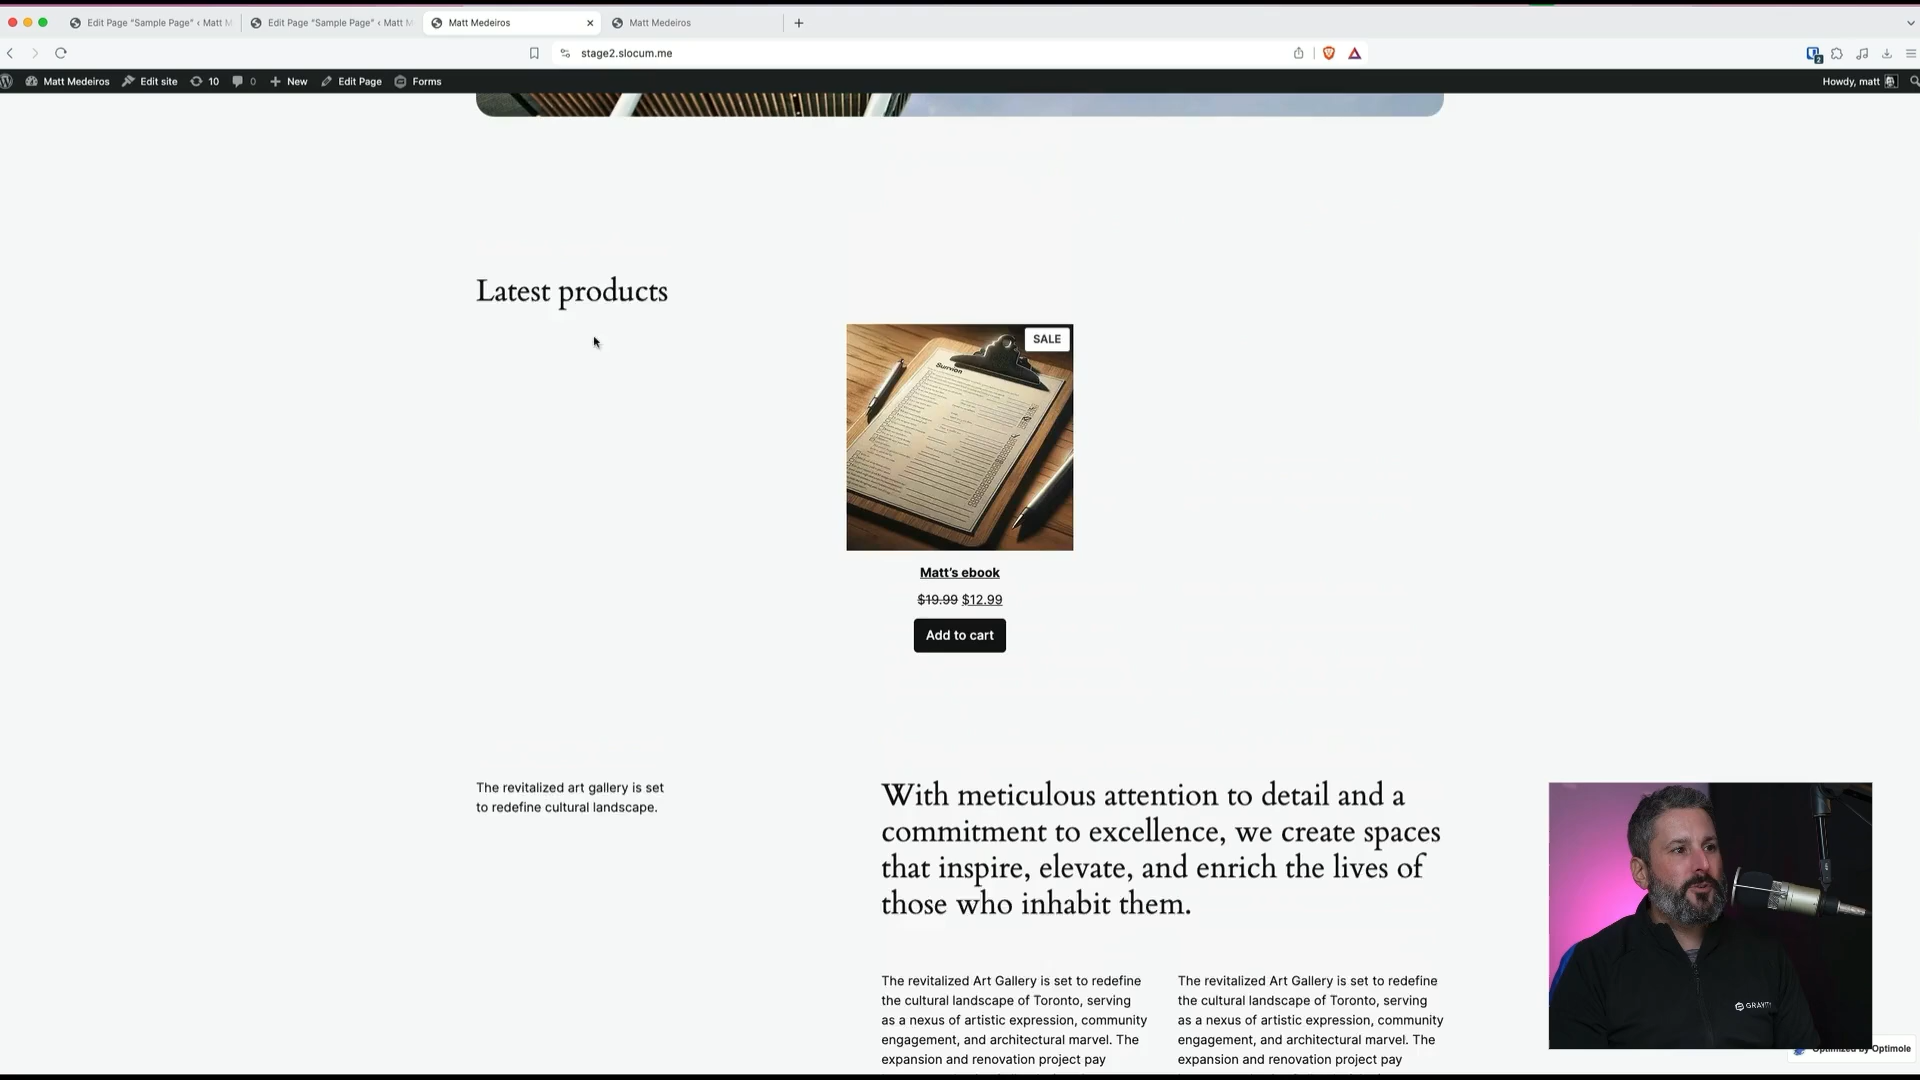 Edit Page "Sample Page" ‹ Matt M
Edit Page "Sample Page" ‹ Matt M
Matt Medeiros
Matt Medeiros
stage2.slocum.me
Matt Medeiros
Edit site
10
0
New
Edit Page
Forms
Howdy, matt
Latest products
SALE
Survion
Matt's ebook
$19.99 $12.99
Add to cart
The revitalized art gallery is set
to redefine cultural landscape.
With meticulous attention to detail and a
commitment to excellence, we create spaces
that inspire, elevate, and enrich the lives of
those who inhabit them.
The revitalized Art Gallery is set to redefine
the cultural landscape of Toronto, serving
as a nexus of artistic expression, community
engagement, and architectural marvel. The
expansion and renovation project pay
The revitalized Art Gallery is set to redefine
the cultural landscape of Toronto, serving
as a nexus of artistic expression, community
engagement, and architectural marvel. The
expansion and renovation project pay
GRAVIT
Optimized by Optimole